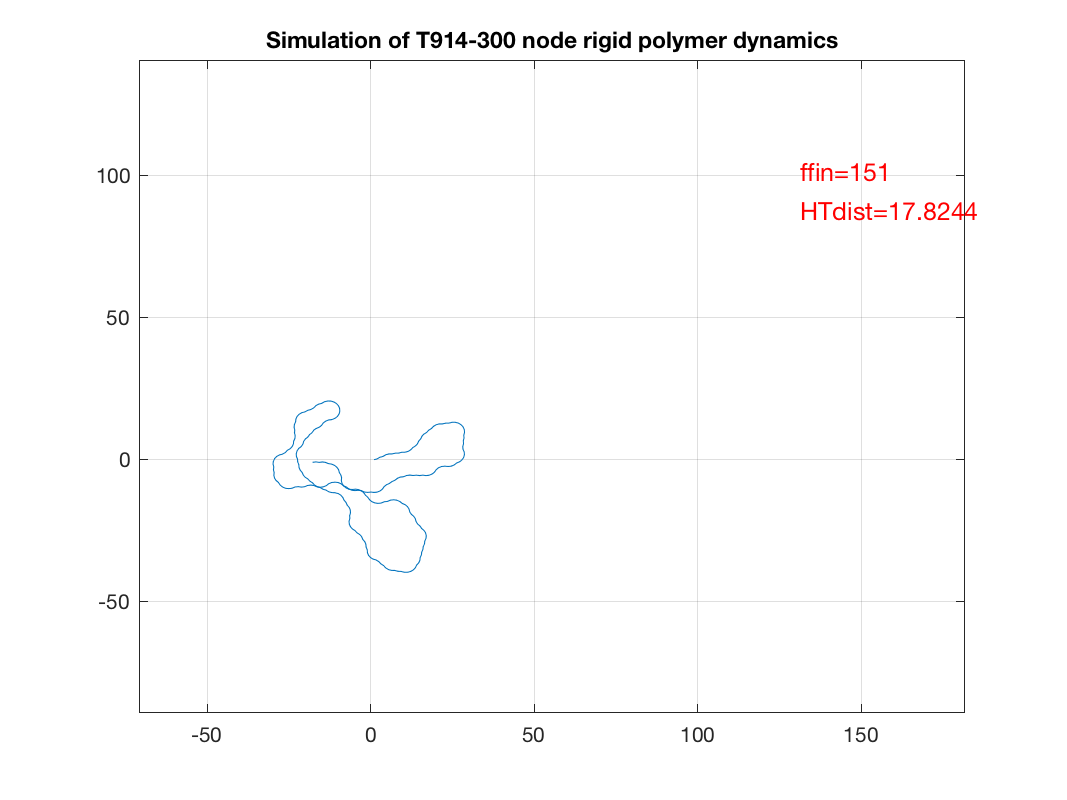 Simulation of T914-300 node rigid polymer dynamics
100
ffin=151
HTdist=17.8244
50
0
-50
-50 0 50 100 150